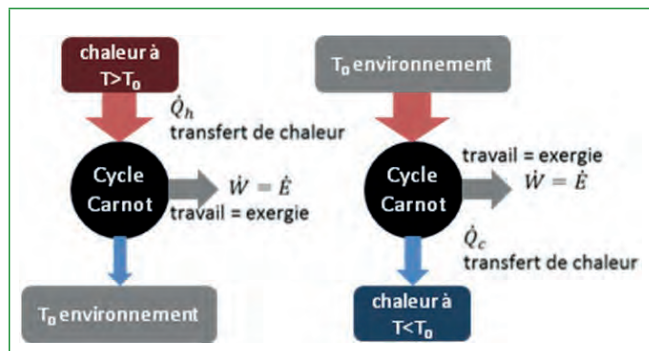 chaleur à
T>T₀
Q̇ₕ
transfert de chaleur
Cycle
Carnot
Ẇ = Ė
travail = exergie
T₀ environnement
T₀ environnement
travail = exergie
Cycle
Carnot
Ẇ = Ė
Q̇c
transfert de chaleur
chaleur à
T<T₀